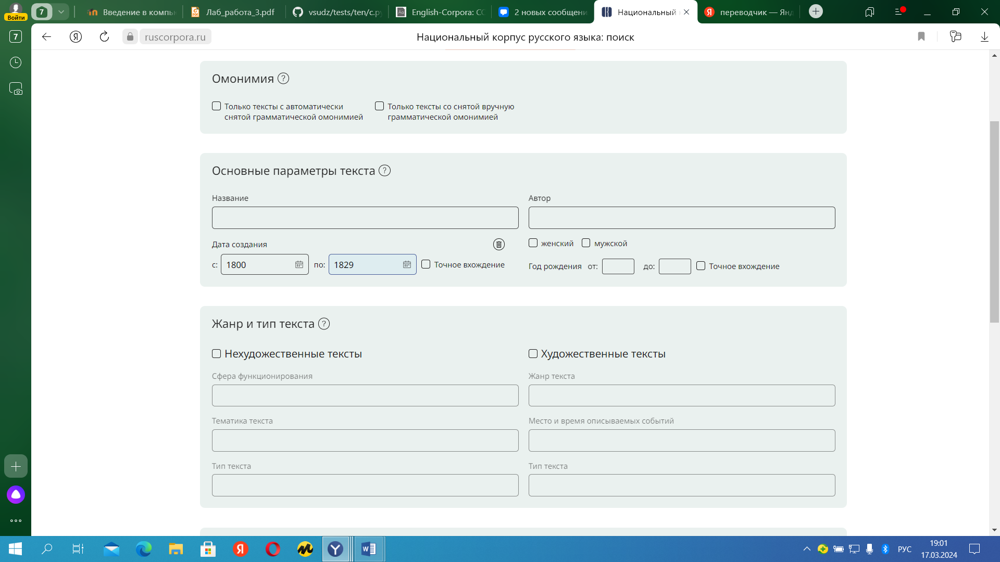 Войти
7
Введение в компь
Лаб_работа_3.pdf
vsudz/tests/ten/c.py
English-Corpora: CO
2 новых сообщени
Национальный
переводчик — Янд
7
ruscorpora.ru
Национальный корпус русского языка: поиск
Омонимия ?
Только тексты с автоматически
снятой грамматической омонимией
Только тексты со снятой вручную
грамматической омонимией
Основные параметры текста ?
Название
Автор
Дата создания
женский
мужской
с: 1800 по: 1829 Точное вхождение
Год рождения от: до: Точное вхождение
Жанр и тип текста ?
Нехудожественные тексты
Художественные тексты
Сфера функционирования
Жанр текста
Тематика текста
Место и время описываемых событий
Тип текста
Тип текста
РУС
19:01
17.03.2024